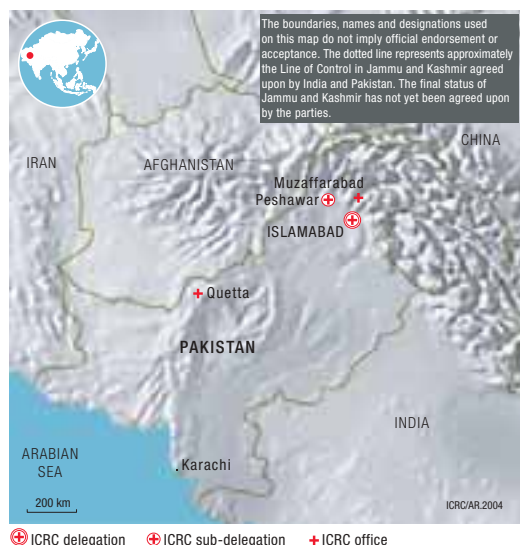 The boundaries, names and designations used
on this map do not imply official endorsement or
acceptance. The dotted line represents approximately
the Line of Control in Jammu and Kashmir agreed
upon by India and Pakistan. The final status of
Jammu and Kashmir has not yet been agreed upon
by the parties.
CHINA
IRAN
AFGHANISTAN
Muzaffarabad
Peshawar
ISLAMABAD
Quetta
PAKISTAN
INDIA
ARABIAN
SEA
Karachi
200 km
ICRC/AR.2004
ICRC delegation ICRC sub-delegation ICRC office